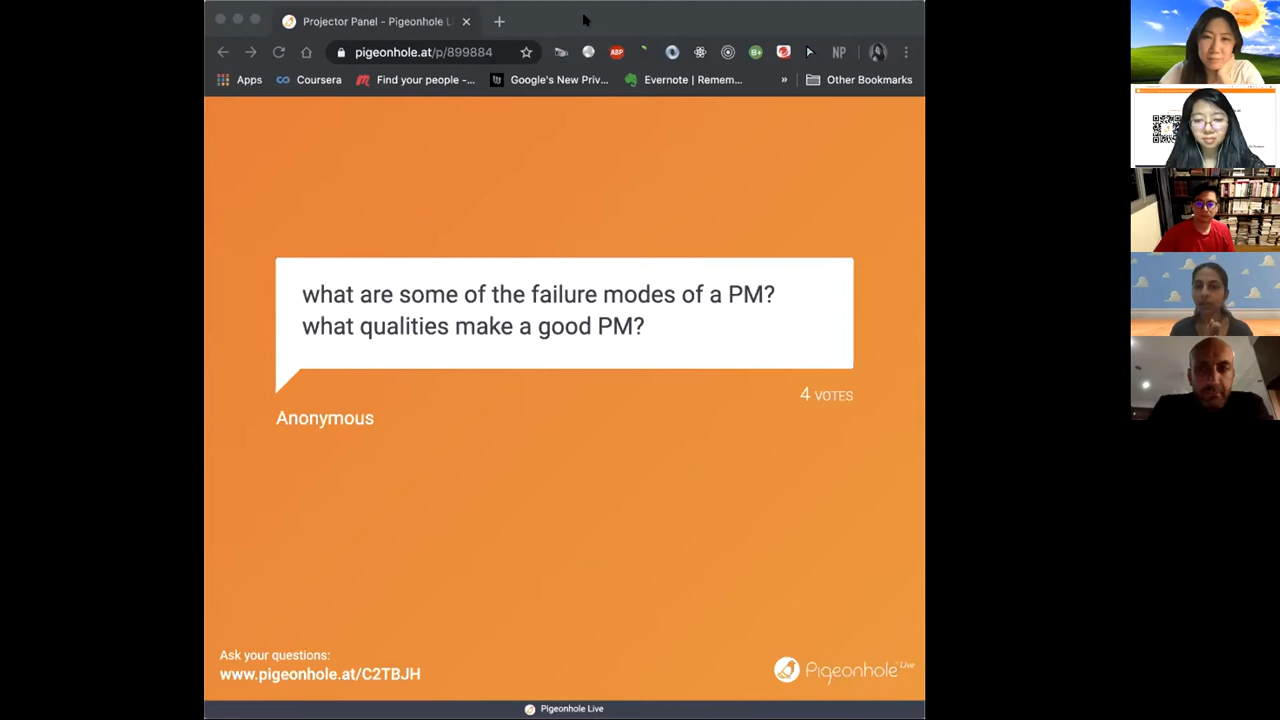 Projector Panel - Pigeonhole L
pigeonhole.at/p/899884
ABP
B+
NP
Apps
Coursera
Find your people -...
Google's New Priv...
Evernote | Remem...
»
Other Bookmarks
what are some of the failure modes of a PM?
what qualities make a good PM?
4 VOTES
Anonymous
Ask your questions:
www.pigeonhole.at/C2TBJH
Pigeonhole Live
Pigeonhole Live